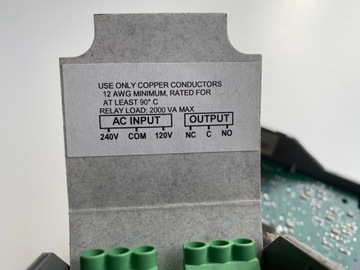 USE ONLY COPPER CONDUCTORS
12 AWG MINIMUM, RATED FOR
AT LEAST 90° C
RELAY LOAD: 2000 VA MAX
AC INPUT OUTPUT
240V COM 120V NC C NO